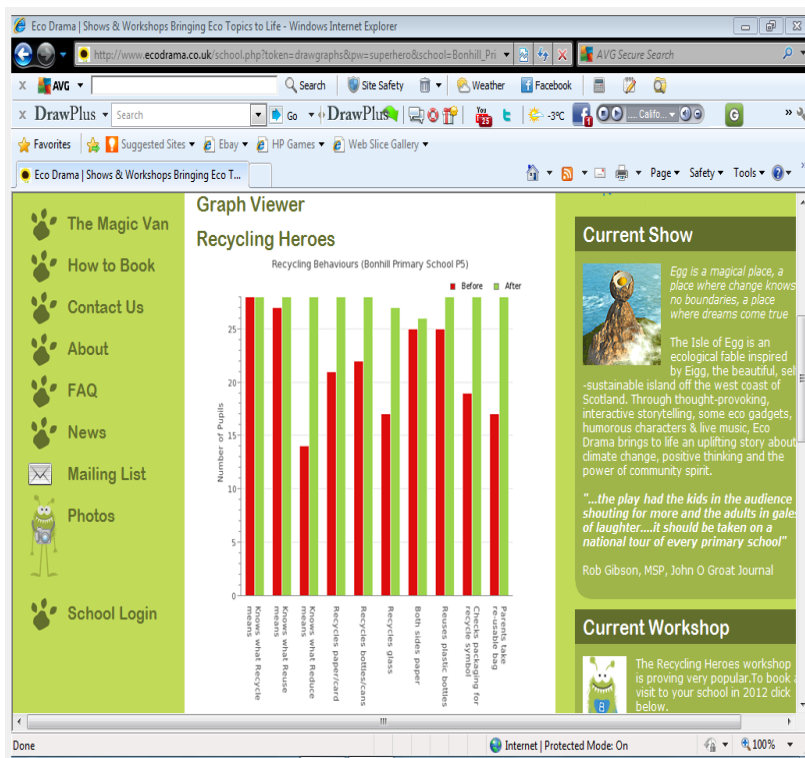 Eco Drama | Shows & Workshops Bringing Eco Topics to Life - Windows Internet Explorer
http://www.ecodrama.co.uk/school.php?token=drawgraphs&pw=superhero&school=Bonhill_Pri
AVG Secure Search
x AVG Search Site Safety Weather Facebook
x DrawPlus Search Go DrawPlus You 25 -3°C 1 .... Califo... G »
Favorites Suggested Sites Ebay HP Games Web Slice Gallery
Eco Drama | Shows & Workshops Bringing Eco T...
Page Safety Tools »
The Magic Van
How to Book
Contact Us
About
FAQ
News
Mailing List
Photos
School Login
Graph Viewer
Recycling Heroes
Recycling Behaviours (Bonhill Primary School P5)
Before After
Number of Pupils
25
20
15
10
5
0
Knows what Recycle
means
Knows what Reuse
means
Knows what Reduce
means
Recycles paper/card
Recycles bottles/cans
Recycles glass
Both sides paper
Reuses plastic bottles
Checks packaging for
recycle symbol
Parents take
re-usable bag
Current Show
Egg is a magical place, a
place where change knows
no boundaries, a place
where dreams come true
The Isle of Egg is an
ecological fable inspired
by Eigg, the beautiful, sel
-sustainable island off the west coast of
Scotland. Through thought-provoking,
interactive storytelling, some eco gadgets,
humorous characters & live music, Eco
Drama brings to life an uplifting story about
climate change, positive thinking and the
power of community spirit.
"...the play had the kids in the audience
shouting for more and the adults in gales
of laughter....it should be taken on a
national tour of every primary school"
Rob Gibson, MSP, John O Groat Journal
Current Workshop
The Recycling Heroes workshop
is proving very popular.To book a
visit to your school in 2012 click
below.
Done
Internet | Protected Mode: On
100%